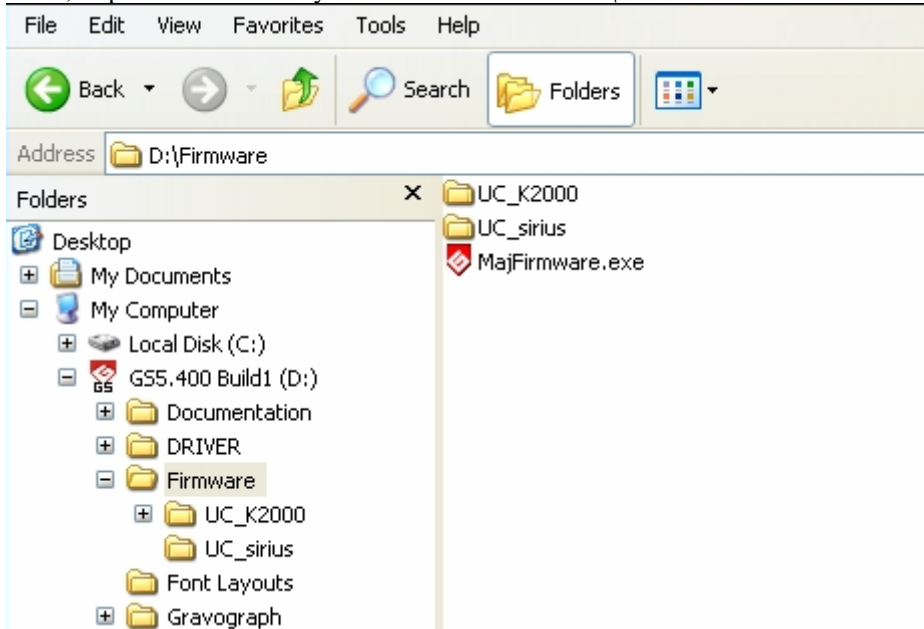 File Edit View Favorites Tools Help
Back Search Folders
Address D:\Firmware
Folders
UC_K2000
UC_sirius
MajFirmware.exe
Desktop
My Documents
My Computer
Local Disk (C:)
GS5.400 Build1 (D:)
Documentation
DRIVER
Firmware
UC_K2000
UC_sirius
Font Layouts
Gravograph